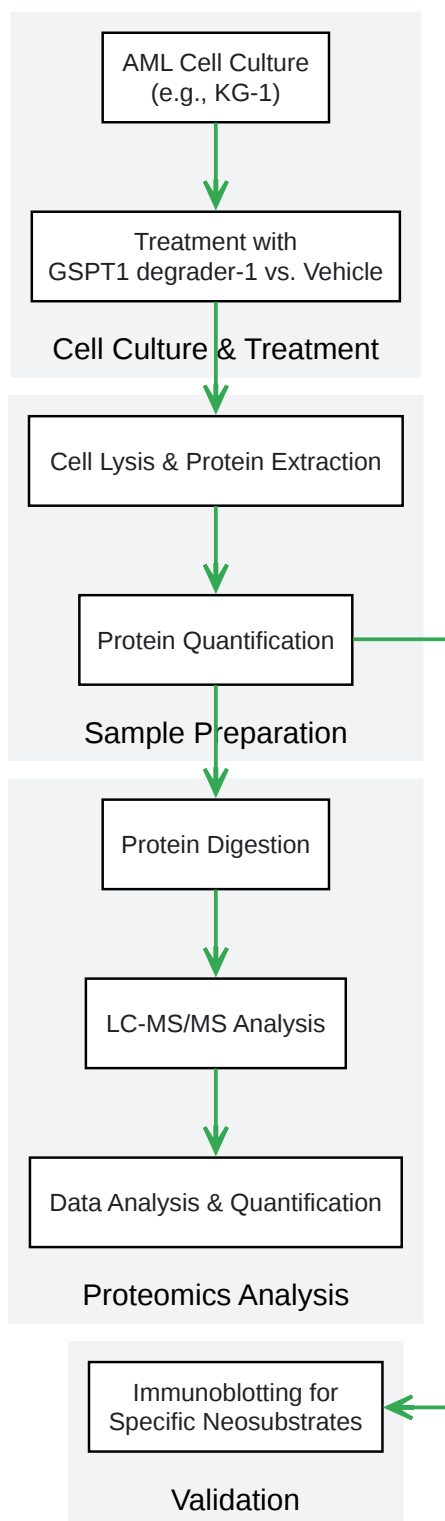 AML Cell Culture
(e.g., KG-1)
Treatment with
GSPT1 degrader-1 vs. Vehicle
Cell Culture & Treatment
Cell Lysis & Protein Extraction
Protein Quantification
Sample Preparation
Protein Digestion
LC-MS/MS Analysis
Data Analysis & Quantification
Proteomics Analysis
Immunoblotting for
Specific Neosubstrates
Validation